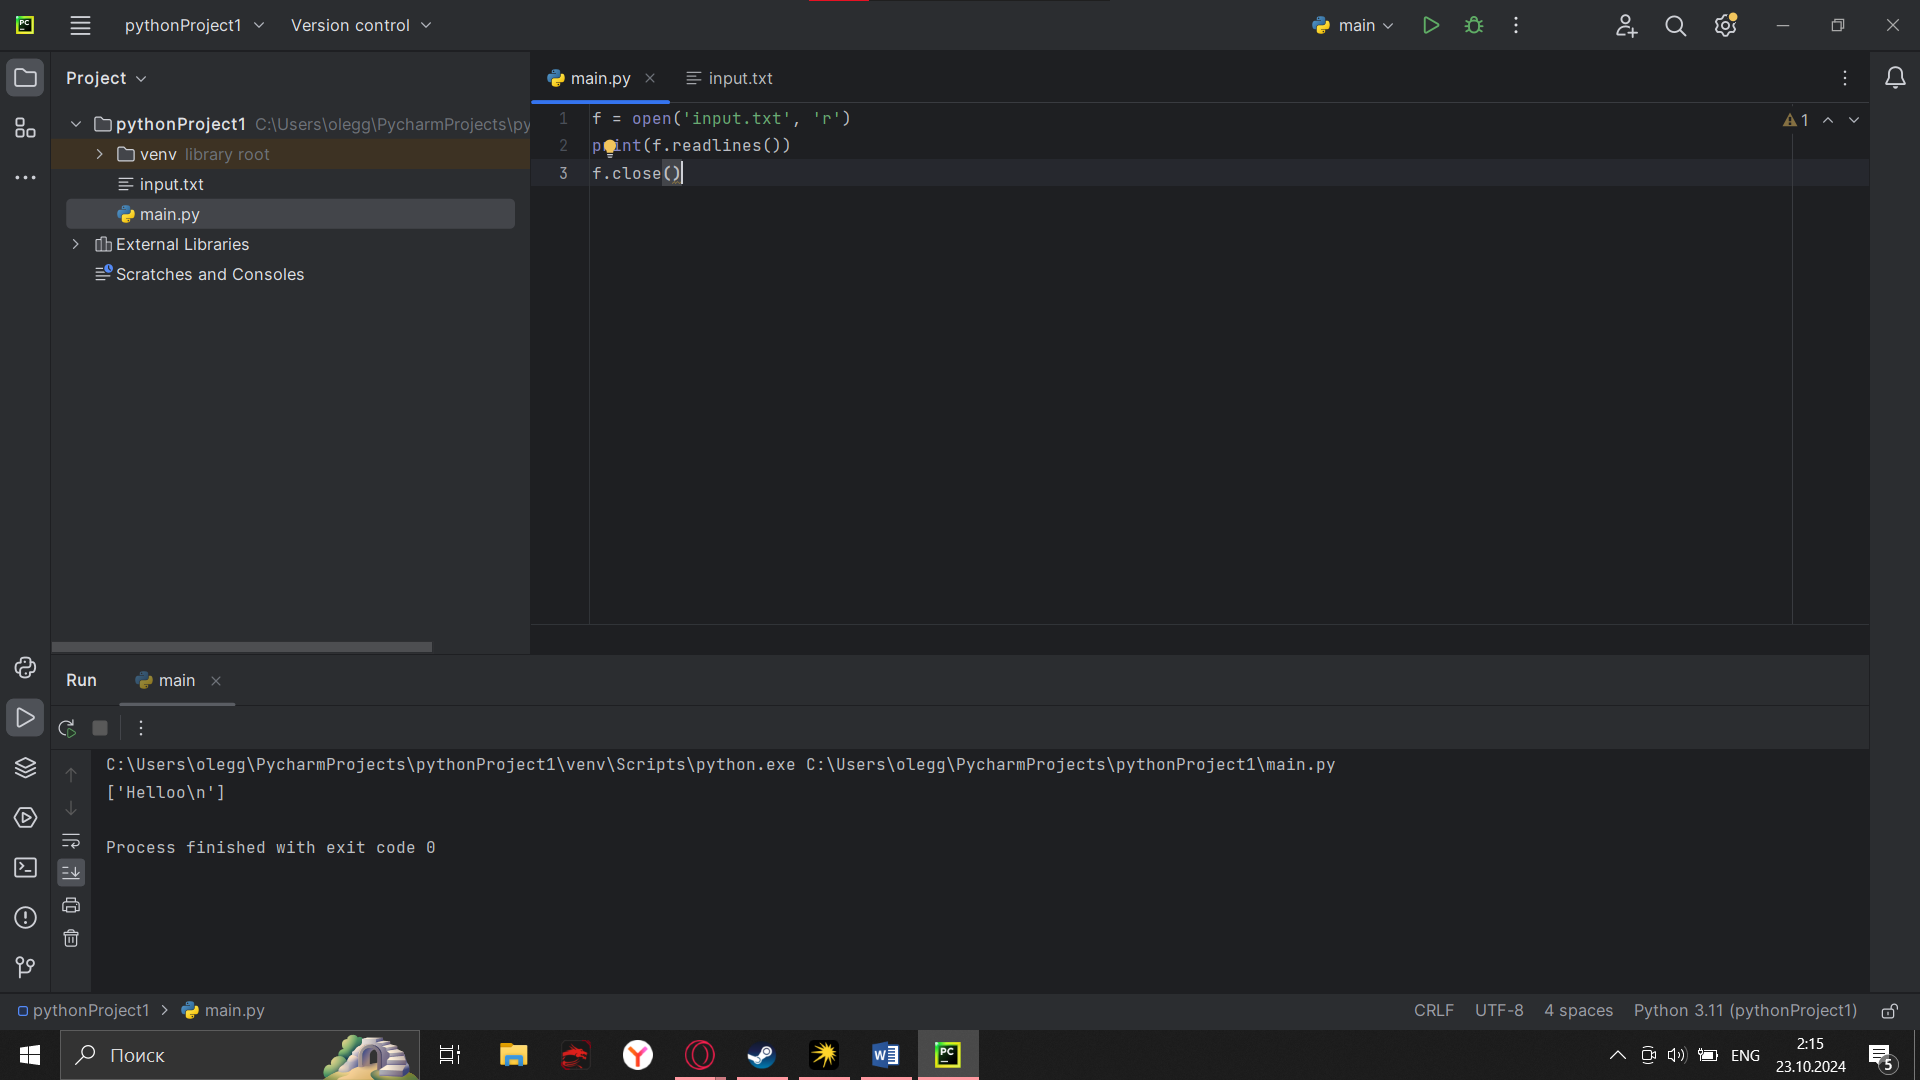 PC
pythonProject1
Version control
main
Project
main.py
input.txt
pythonProject1 C:\Users\olegg\PycharmProjects\py
venv library root
input.txt
main.py
External Libraries
Scratches and Consoles
1 f = open('input.txt', 'r')
2 print(f.readlines())
3 f.close()
1
Run
main
C:\Users\olegg\PycharmProjects\pythonProject1\venv\Scripts\python.exe C:\Users\olegg\PycharmProjects\pythonProject1\main.py
['Helloo\n']
Process finished with exit code 0
pythonProject1 > main.py
CRLF UTF-8 4 spaces Python 3.11 (pythonProject1)
Поиск
PC
ENG
2:15
23.10.2024
5